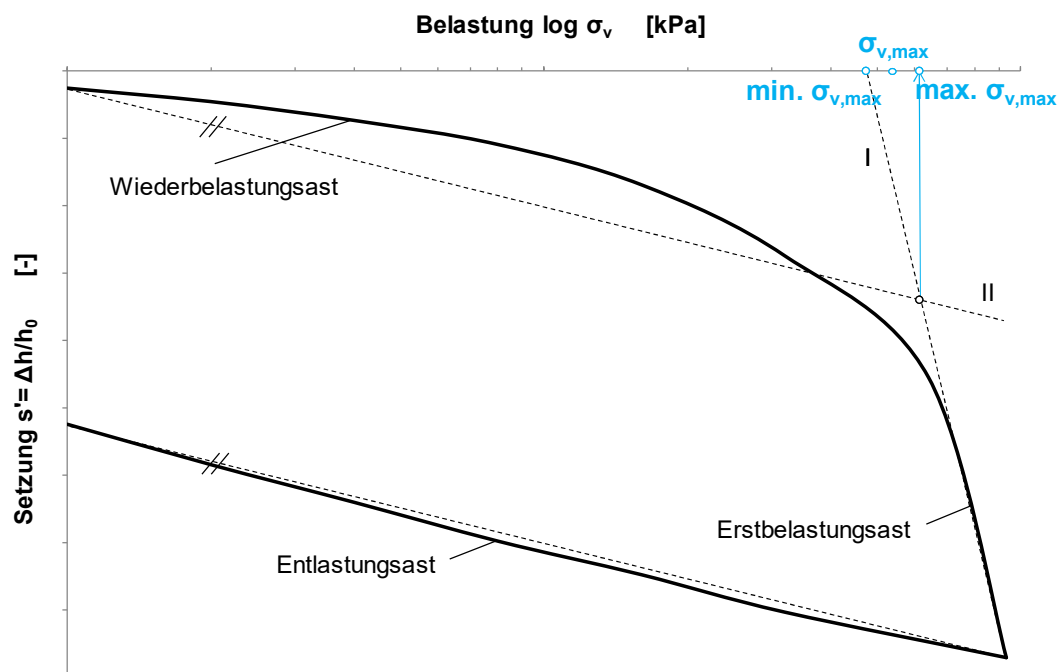 Belastung log σv [kPa]
σv,max
min. σv,max max. σv,max
I
Wiederbelastungsast
II
Setzung s'= Δh/h0 [-]
Erstbelastungsast
Entlastungsast